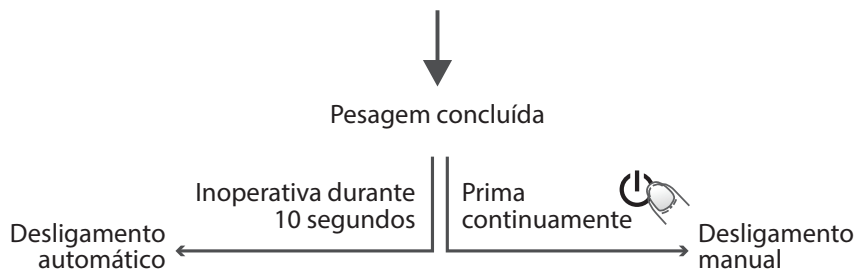 Pesagem concluída
Inoperativa durante
10 segundos
Prima
continuamente
Desligamento
automático
Desligamento
manual